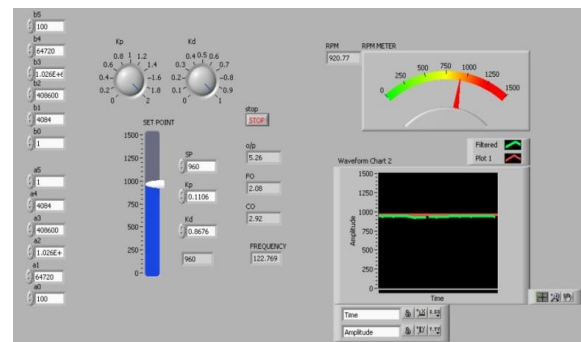 b5
100
b4
64720
b3
1.026E+6
b2
408600
b1
4084
b0
1
a5
1
a4
4084
a3
408600
a2
1.026E+
a1
64720
a0
100
Kp
0.8 1 1.2
0.6 1.4
0.4 1.6
0.2 1.8
0 2
Kd
0.4 0.5 0.6
0.3 0.7
0.2 0.8
0.1 0.9
0 1
SET POINT
1500
1250
1000
750
500
250
0
SP
960
Kp
0.1106
Kd
0.8676
960
stop
STOP
o/p
5.26
PO
2.08
CO
2.92
FREQUENCY
122.769
RPM
920.77
RPM METER
0 250 500 750 1000 1250 1500
Filtered
Plot 1
Waveform Chart 2
1500
1250
1000
750
500
250
0
Amplitude
Time
Time
Amplitude